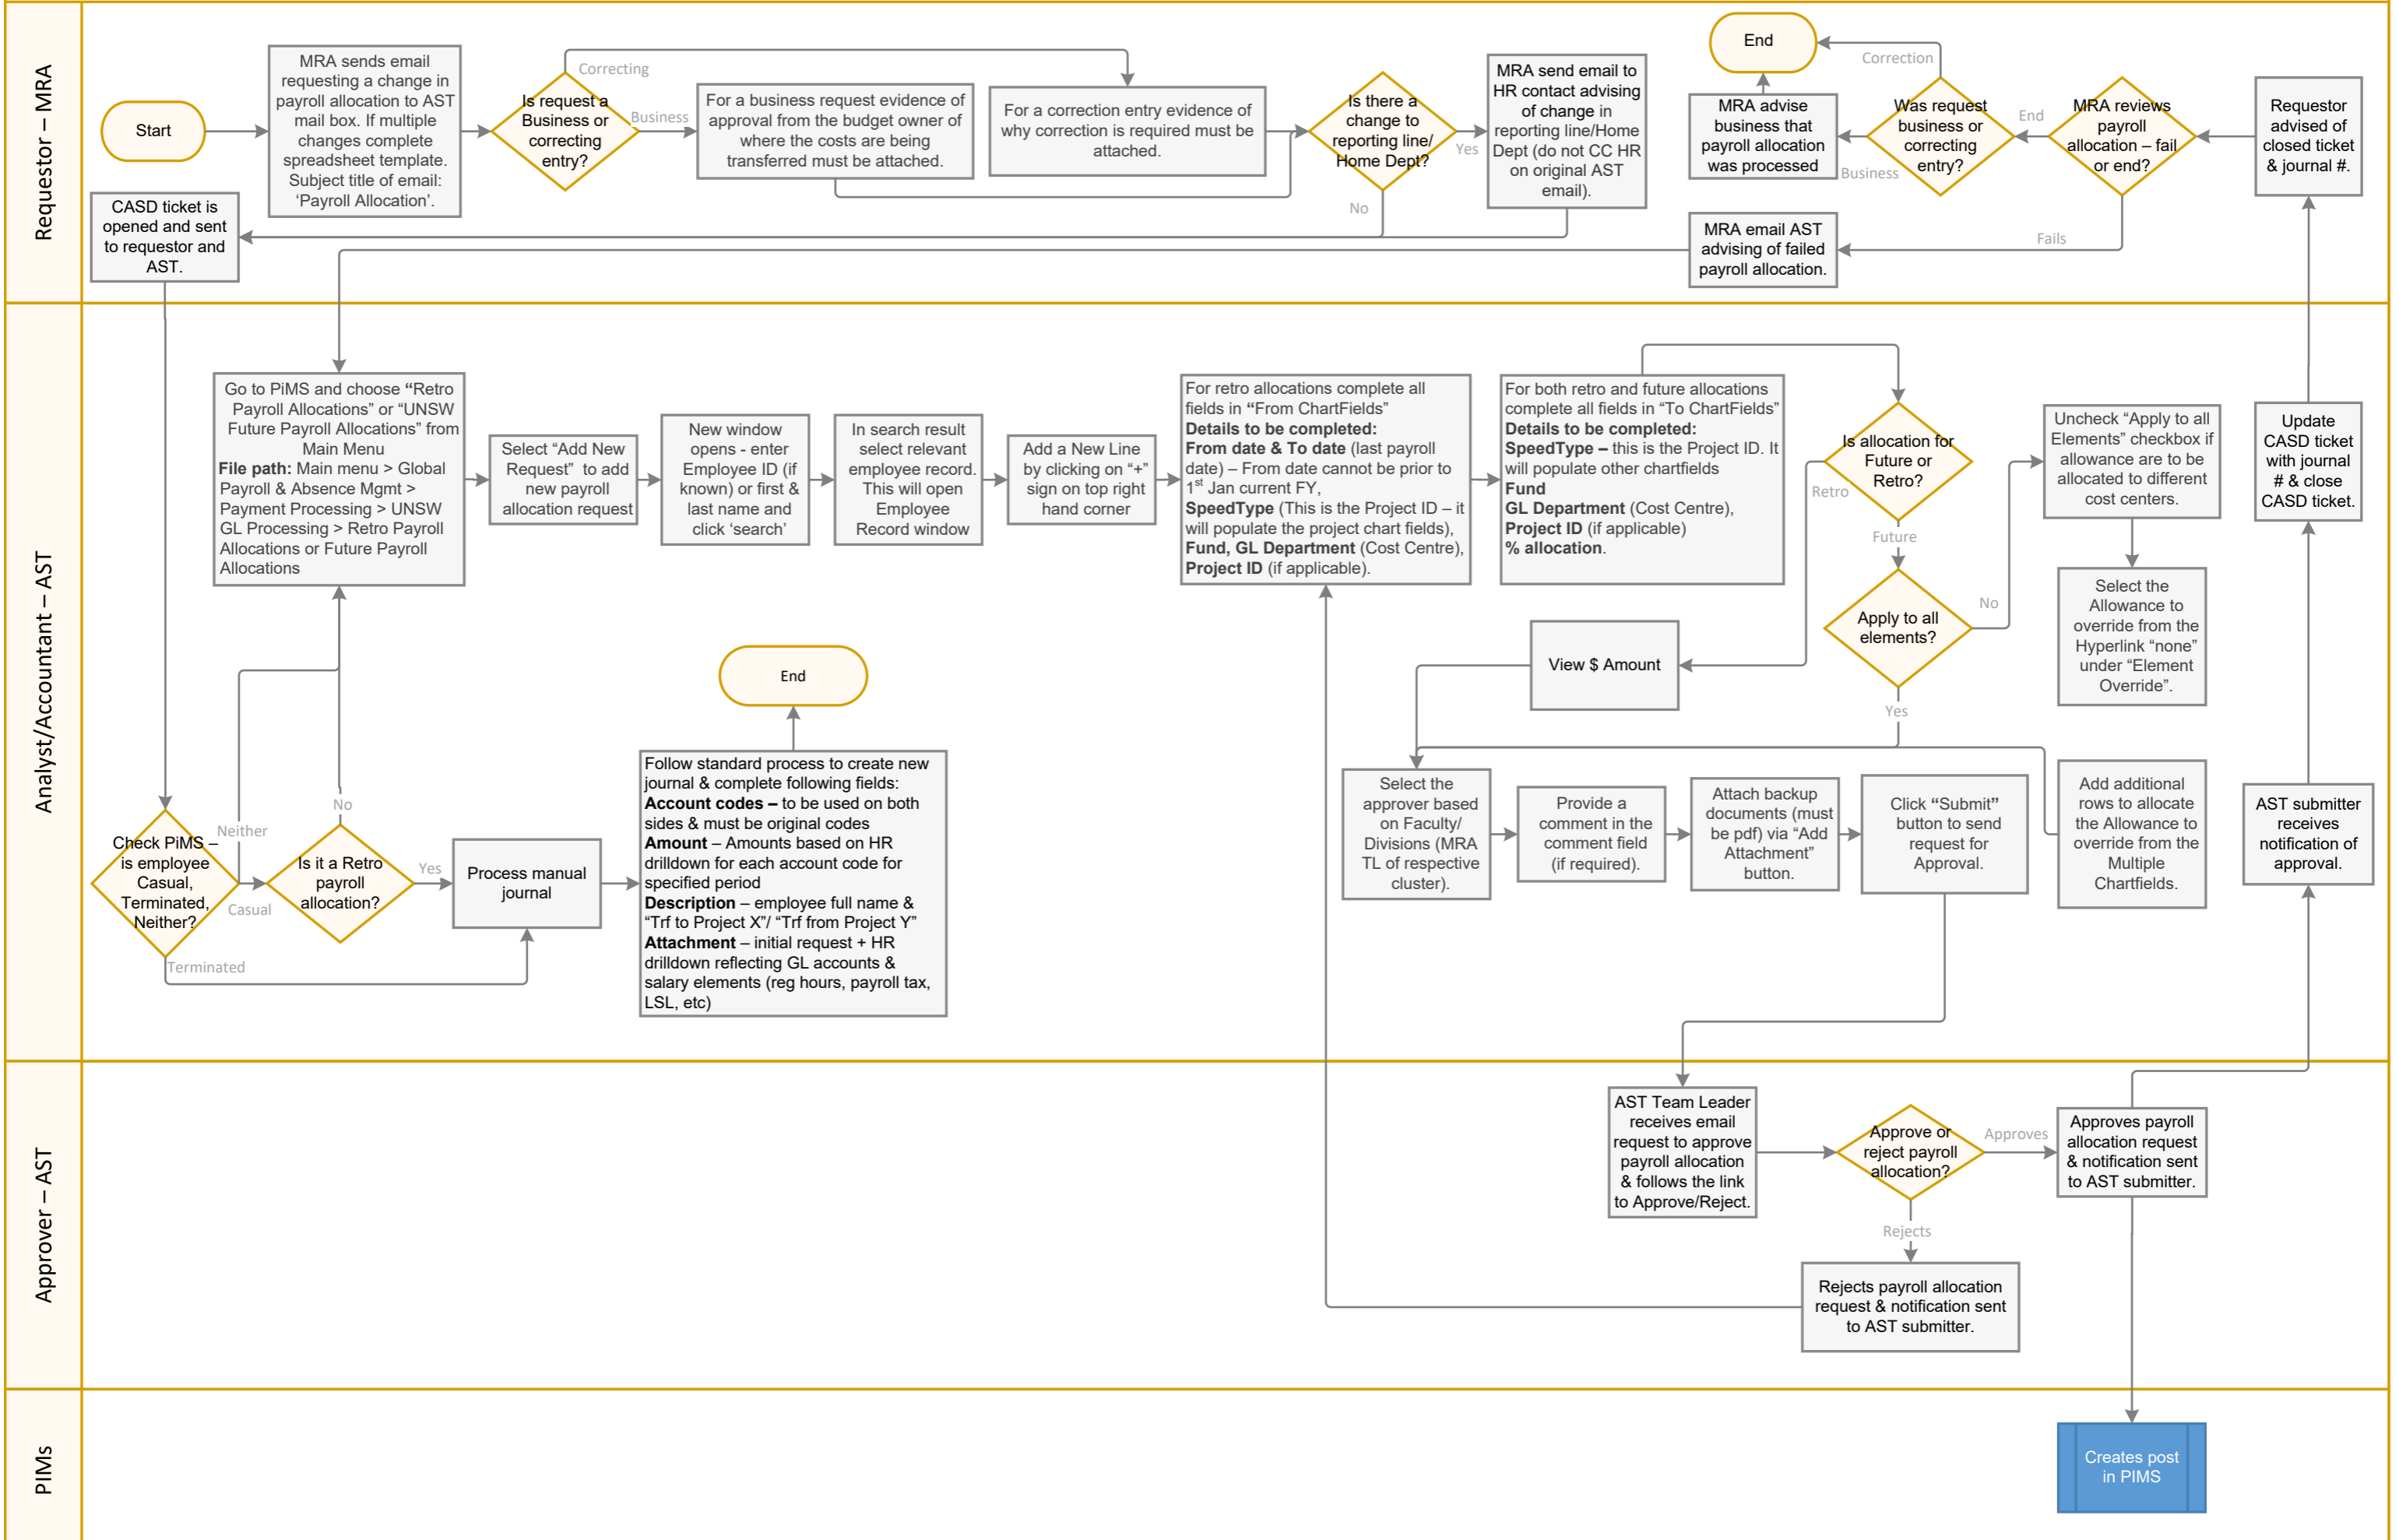 Requestor – MRA
Start
MRA sends email
requesting a change in
payroll allocation to AST
mail box. If multiple
changes complete
spreadsheet template.
Subject title of email:
‘Payroll Allocation’.
Is request a
Business or
correcting
entry?
Correcting
Business
For a business request evidence of
approval from the budget owner of
where the costs are being
transferred must be attached.
For a correction entry evidence of
why correction is required must be
attached.
Is there a
change to
reporting line/
Home Dept?
Yes
No
MRA send email to
HR contact advising
of change in
reporting line/Home
Dept (do not CC HR
on original AST
email).
End
MRA advise
business that
payroll allocation
was processed
Correction
Was request
business or
correcting
entry?
Business
End
MRA reviews
payroll
allocation – fail
or end?
Fails
Requestor
advised of
closed ticket
& journal #.
MRA email AST
advising of failed
payroll allocation.
CASD ticket is
opened and sent
to requestor and
AST.
Analyst/Accountant – AST
Go to PiMS and choose “Retro
Payroll Allocations” or “UNSW
Future Payroll Allocations” from
Main Menu
File path: Main menu > Global
Payroll & Absence Mgmt >
Payment Processing > UNSW
GL Processing > Retro Payroll
Allocations or Future Payroll
Allocations
Select “Add New
Request” to add
new payroll
allocation request
New window
opens - enter
Employee ID (if
known) or first &
last name and
click ‘search’
In search result
select relevant
employee record.
This will open
Employee
Record window
Add a New Line
by clicking on “+”
sign on top right
hand corner
For retro allocations complete all
fields in “From ChartFields”
Details to be completed:
From date & To date (last payroll
date) – From date cannot be prior to
1st Jan current FY,
SpeedType (This is the Project ID – it
will populate the project chart fields),
Fund, GL Department (Cost Centre),
Project ID (if applicable).
For both retro and future allocations
complete all fields in “To ChartFields”
Details to be completed:
SpeedType – this is the Project ID. It
will populate other chartfields
Fund
GL Department (Cost Centre),
Project ID (if applicable)
% allocation.
Is allocation for
Future or
Retro?
Retro
Future
Apply to all
elements?
No
Yes
Uncheck “Apply to all
Elements” checkbox if
allowance are to be
allocated to different
cost centers.
Select the
Allowance to
override from the
Hyperlink “none”
under “Element
Override”.
Add additional
rows to allocate
the Allowance to
override from the
Multiple
Chartfields.
Update
CASD ticket
with journal
# & close
CASD ticket.
AST submitter
receives
notification of
approval.
View $ Amount
Select the
approver based
on Faculty/
Divisions (MRA
TL of respective
cluster).
Provide a
comment in the
comment field
(if required).
Attach backup
documents (must
be pdf) via “Add
Attachment”
button.
Click “Submit”
button to send
request for
Approval.
Check PiMS –
is employee
Casual,
Terminated,
Neither?
Neither
Casual
Terminated
Is it a Retro
payroll
allocation?
No
Yes
Process manual
journal
Follow standard process to create new
journal & complete following fields:
Account codes – to be used on both
sides & must be original codes
Amount – Amounts based on HR
drilldown for each account code for
specified period
Description – employee full name &
“Trf to Project X”/ “Trf from Project Y”
Attachment – initial request + HR
drilldown reflecting GL accounts &
salary elements (reg hours, payroll tax,
LSL, etc)
End
Approver – AST
AST Team Leader
receives email
request to approve
payroll allocation
& follows the link
to Approve/Reject.
Approve or
reject payroll
allocation?
Approves
Rejects
Approves payroll
allocation request
& notification sent
to AST submitter.
Rejects payroll allocation
request & notification sent
to AST submitter.
PIMs
Creates post
in PIMS